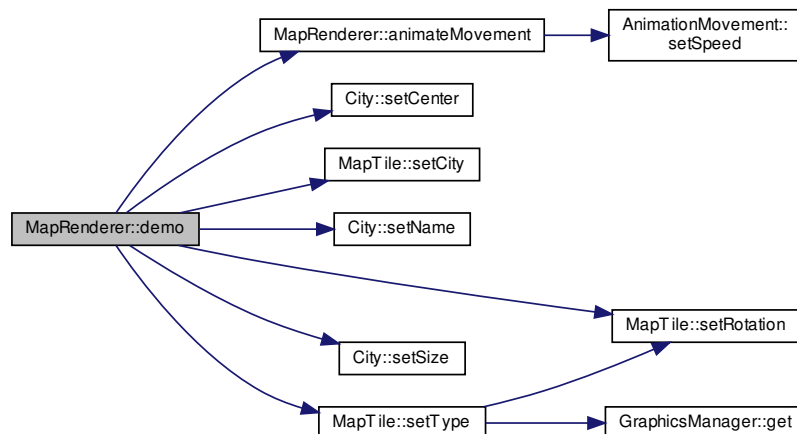 MapRenderer::animateMovement
AnimationMovement::
setSpeed
City::setCenter
MapTile::setCity
MapRenderer::demo
City::setName
MapTile::setRotation
City::setSize
MapTile::setType
GraphicsManager::get